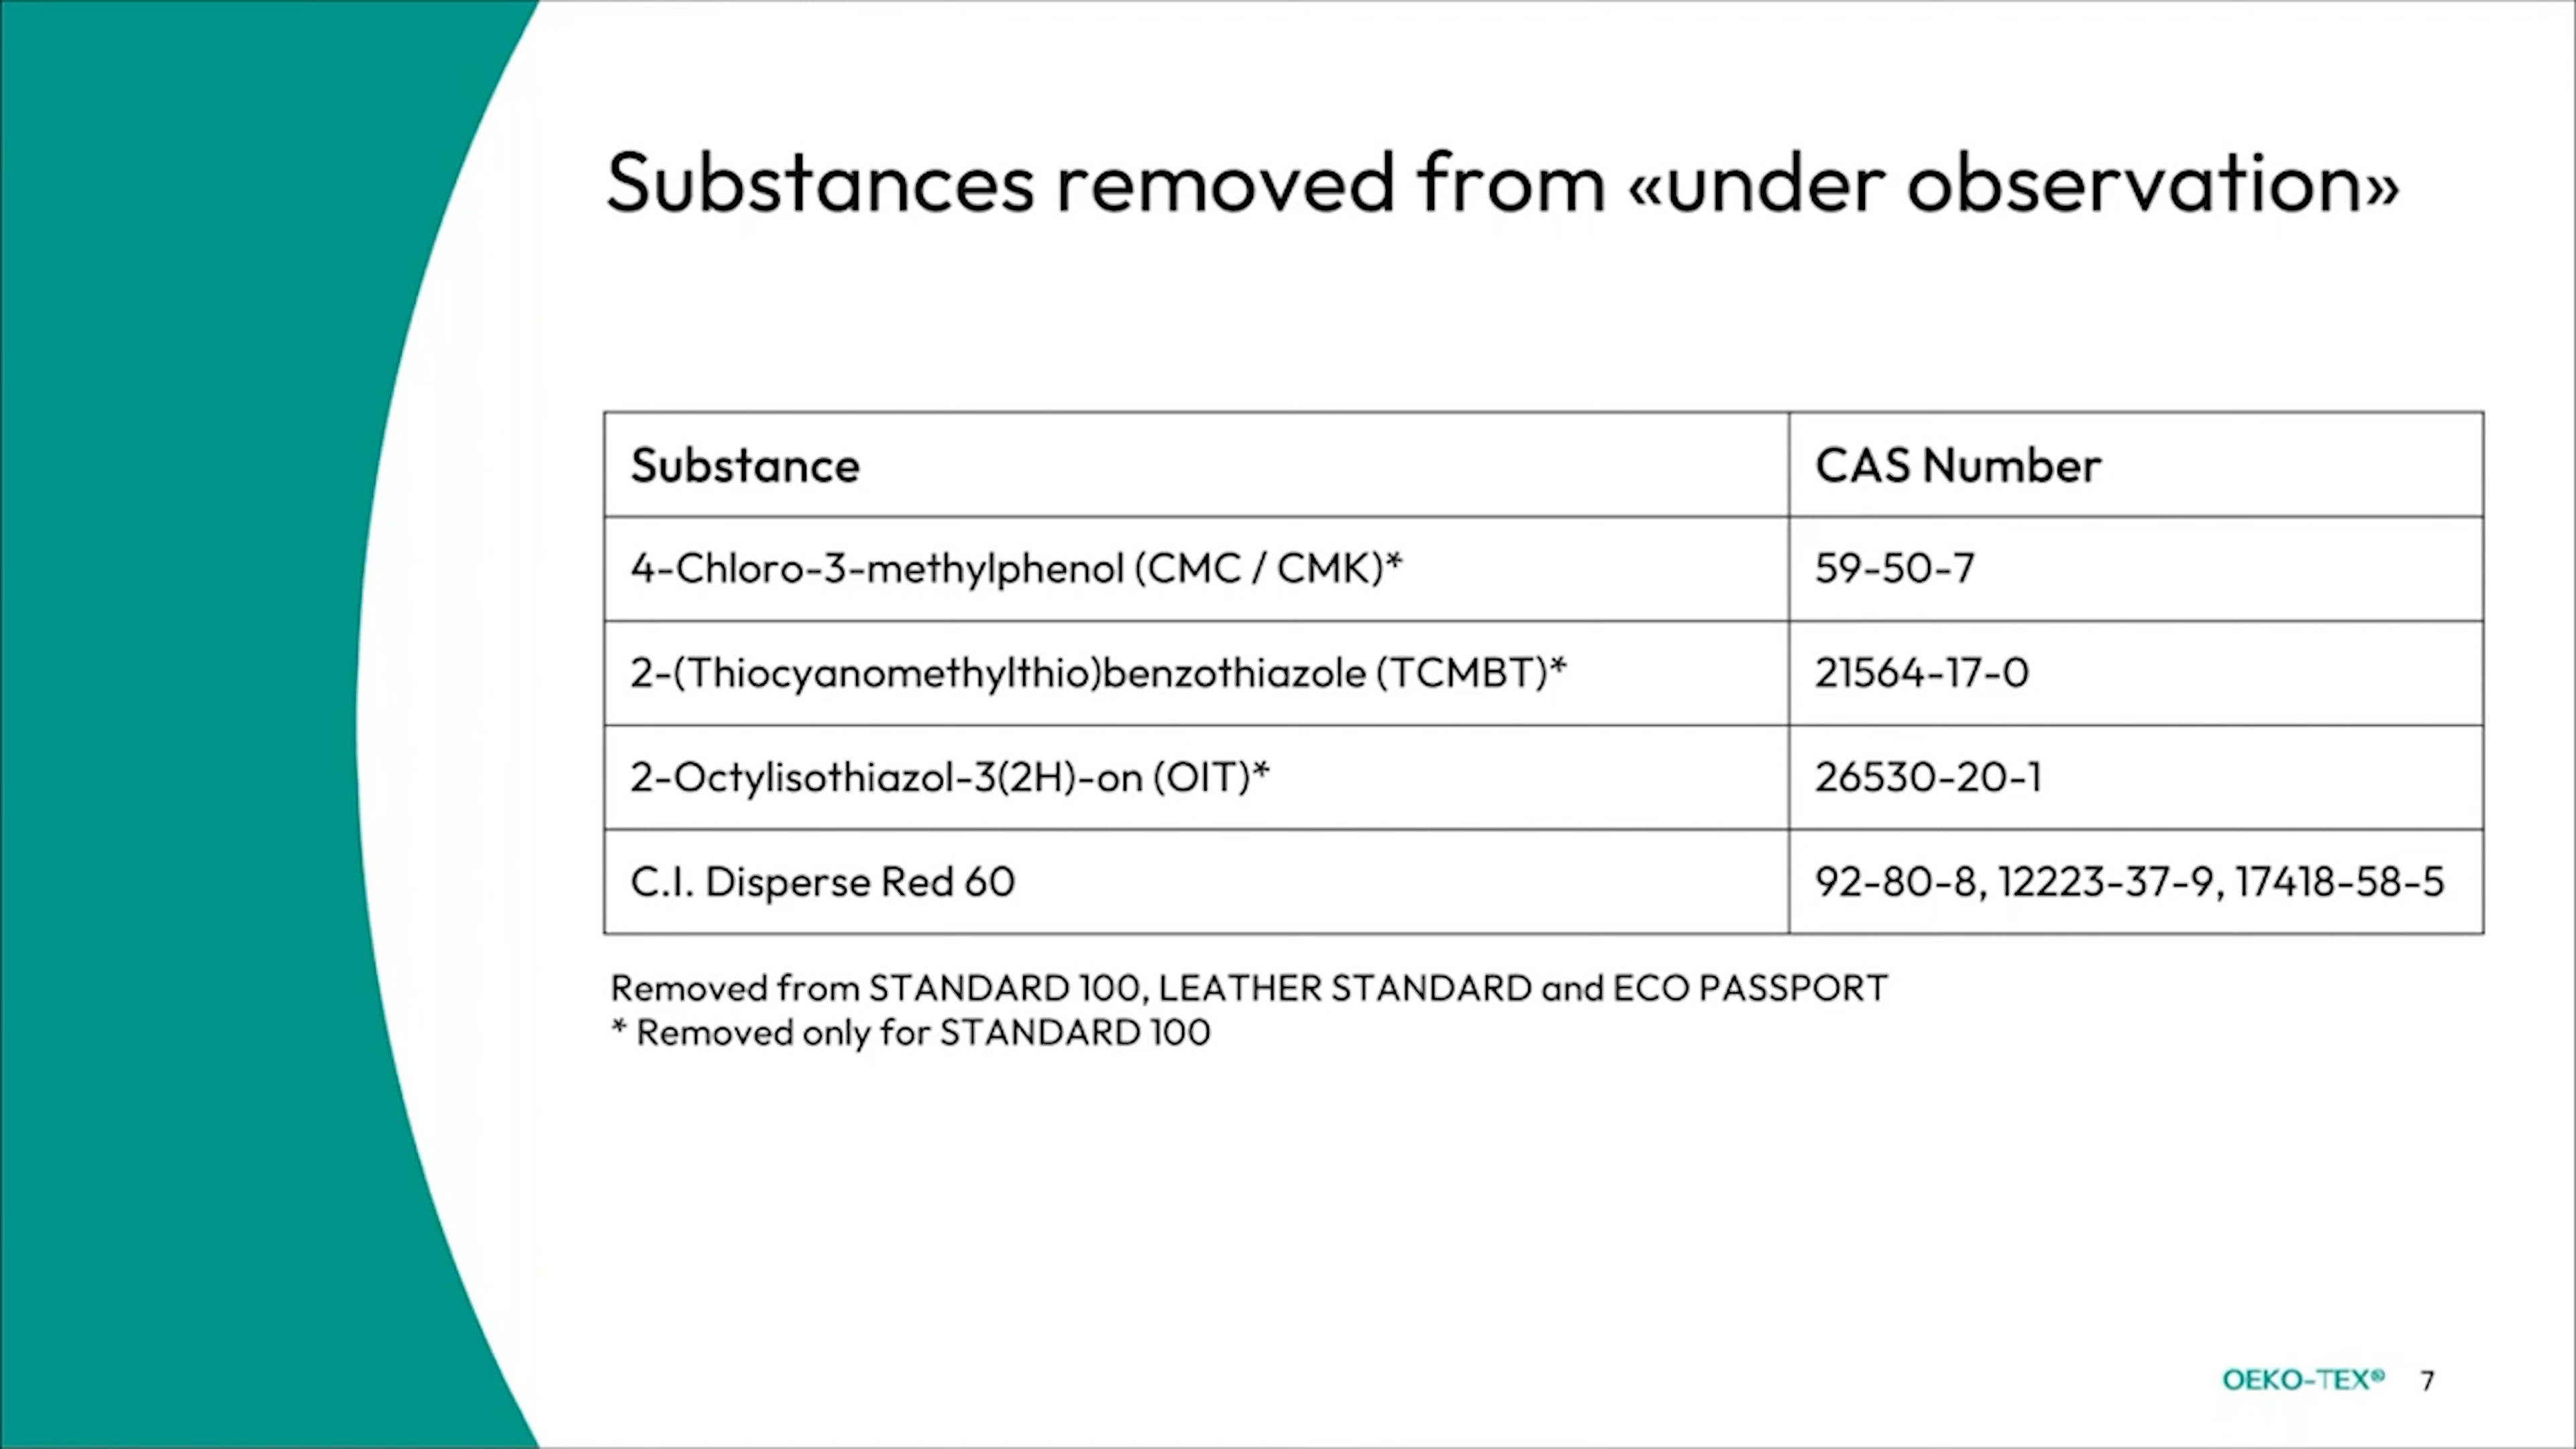 Substances removed from «under observation»
Substance CAS Number
4-Chloro-3-methylphenol (CMC / CMK)* 59-50-7
2-(Thiocyanomethylthio)benzothiazole (TCMBT)* 21564-17-0
2-Octylisothiazol-3(2H)-on (OIT)* 26530-20-1
C.I. Disperse Red 60 92-80-8, 12223-37-9, 17418-58-5
Removed from STANDARD 100, LEATHER STANDARD and ECO PASSPORT
* Removed only for STANDARD 100
OEKO-TEX® 7